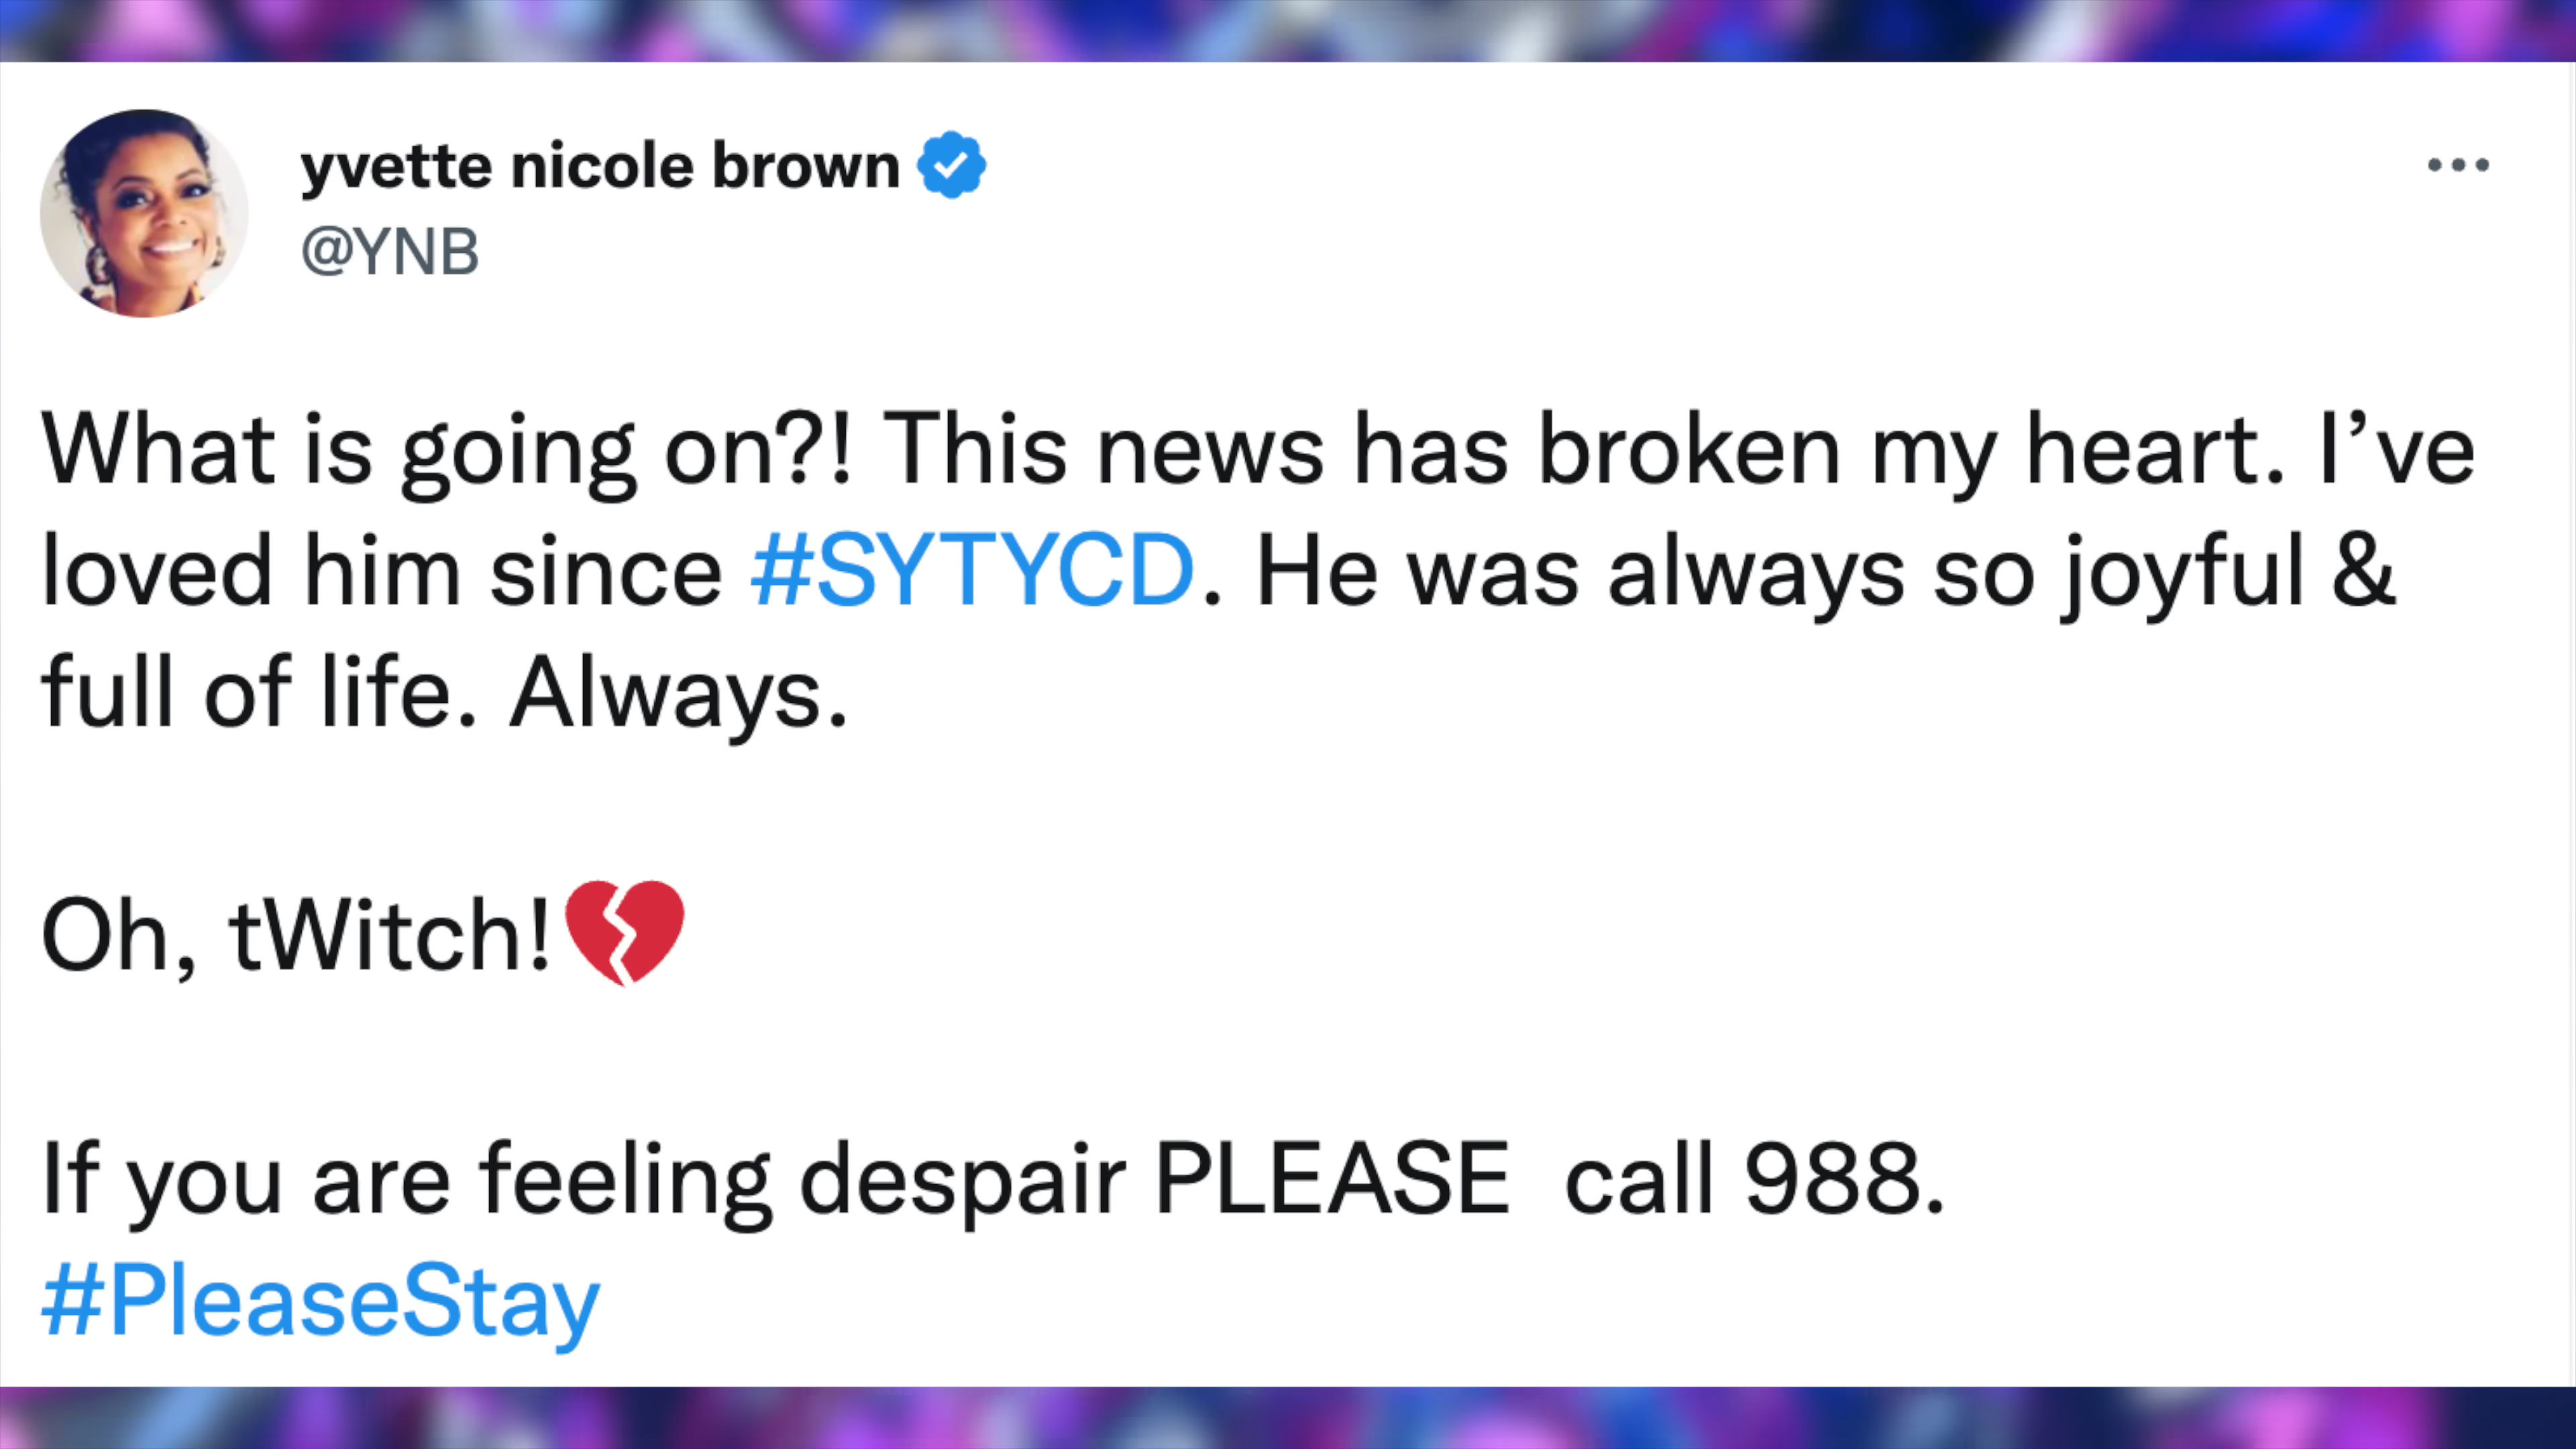 yvette nicole brown
@YNB
What is going on?! This news has broken my heart. I’ve
loved him since #SYTYCD. He was always so joyful &
full of life. Always.
Oh, tWitch!💔
If you are feeling despair PLEASE  call 988.
#PleaseStay